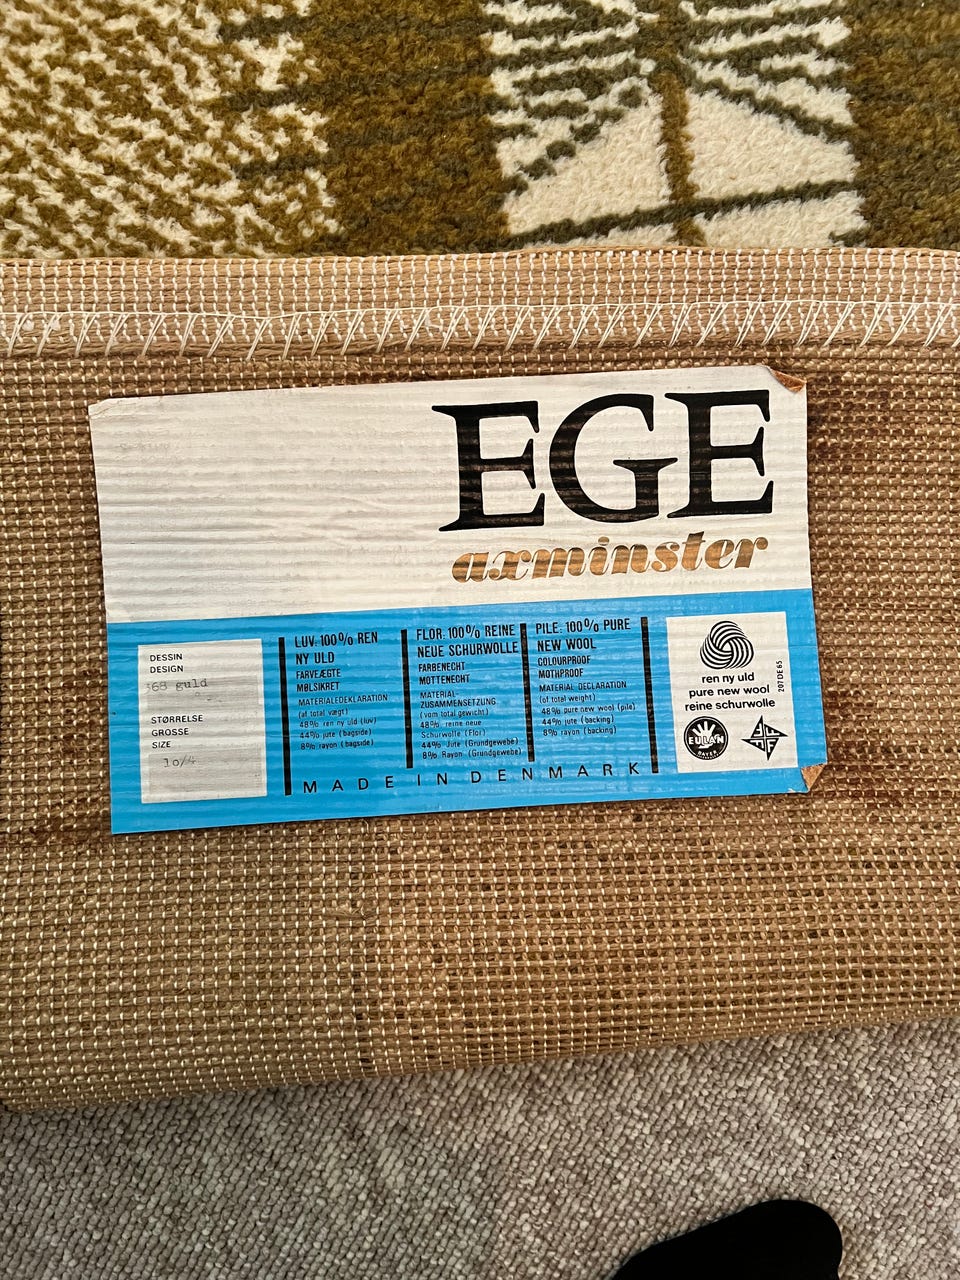 EGE
axminster
DESSIN
DESIGN
68 guld
STØRRELSE
GROSSE
SIZE
10/4
LUV: 100% REN
NY ULD
FARVEÆGTE
MØLSIKRET
MATERIALEDEKLARATION
(af total vægt)
48% ren ny uld (luv)
44% jute (bagside)
8% rayon (bagside)
FLOR: 100% REINE
NEUE SCHURWOLLE
FARBENECHT
MOTTENECHT
MATERIAL-
ZUSAMMENSETZUNG
(vom total gewicht)
48% reine neue
Schurwolle (Flor)
44% Jute (Grundgewebe)
8% Rayon (Grundgewebe)
PILE: 100% PURE
NEW WOOL
COLOURPROOF
MOTHPROOF
MATERIAL DECLARATION
(of total weight)
48% pure new wool (pile)
44% jute (backing)
8% rayon (backing)
MADE IN DENMARK
ren ny uld
pure new wool
reine schurwolle
207DE65
EULAN
BAYER